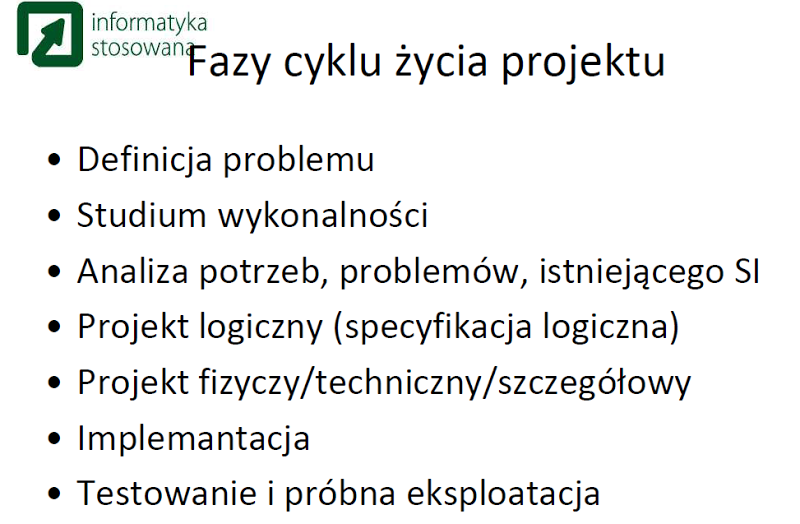 informatyka
stosowana
Fazy cyklu życia projektu
• Definicja problemu
• Studium wykonalności
• Analiza potrzeb, problemów, istniejącego SI
• Projekt logiczny (specyfikacja logiczna)
• Projekt fizyczy/techniczny/szczegółowy
• Implemantacja
• Testowanie i próbna eksploatacja